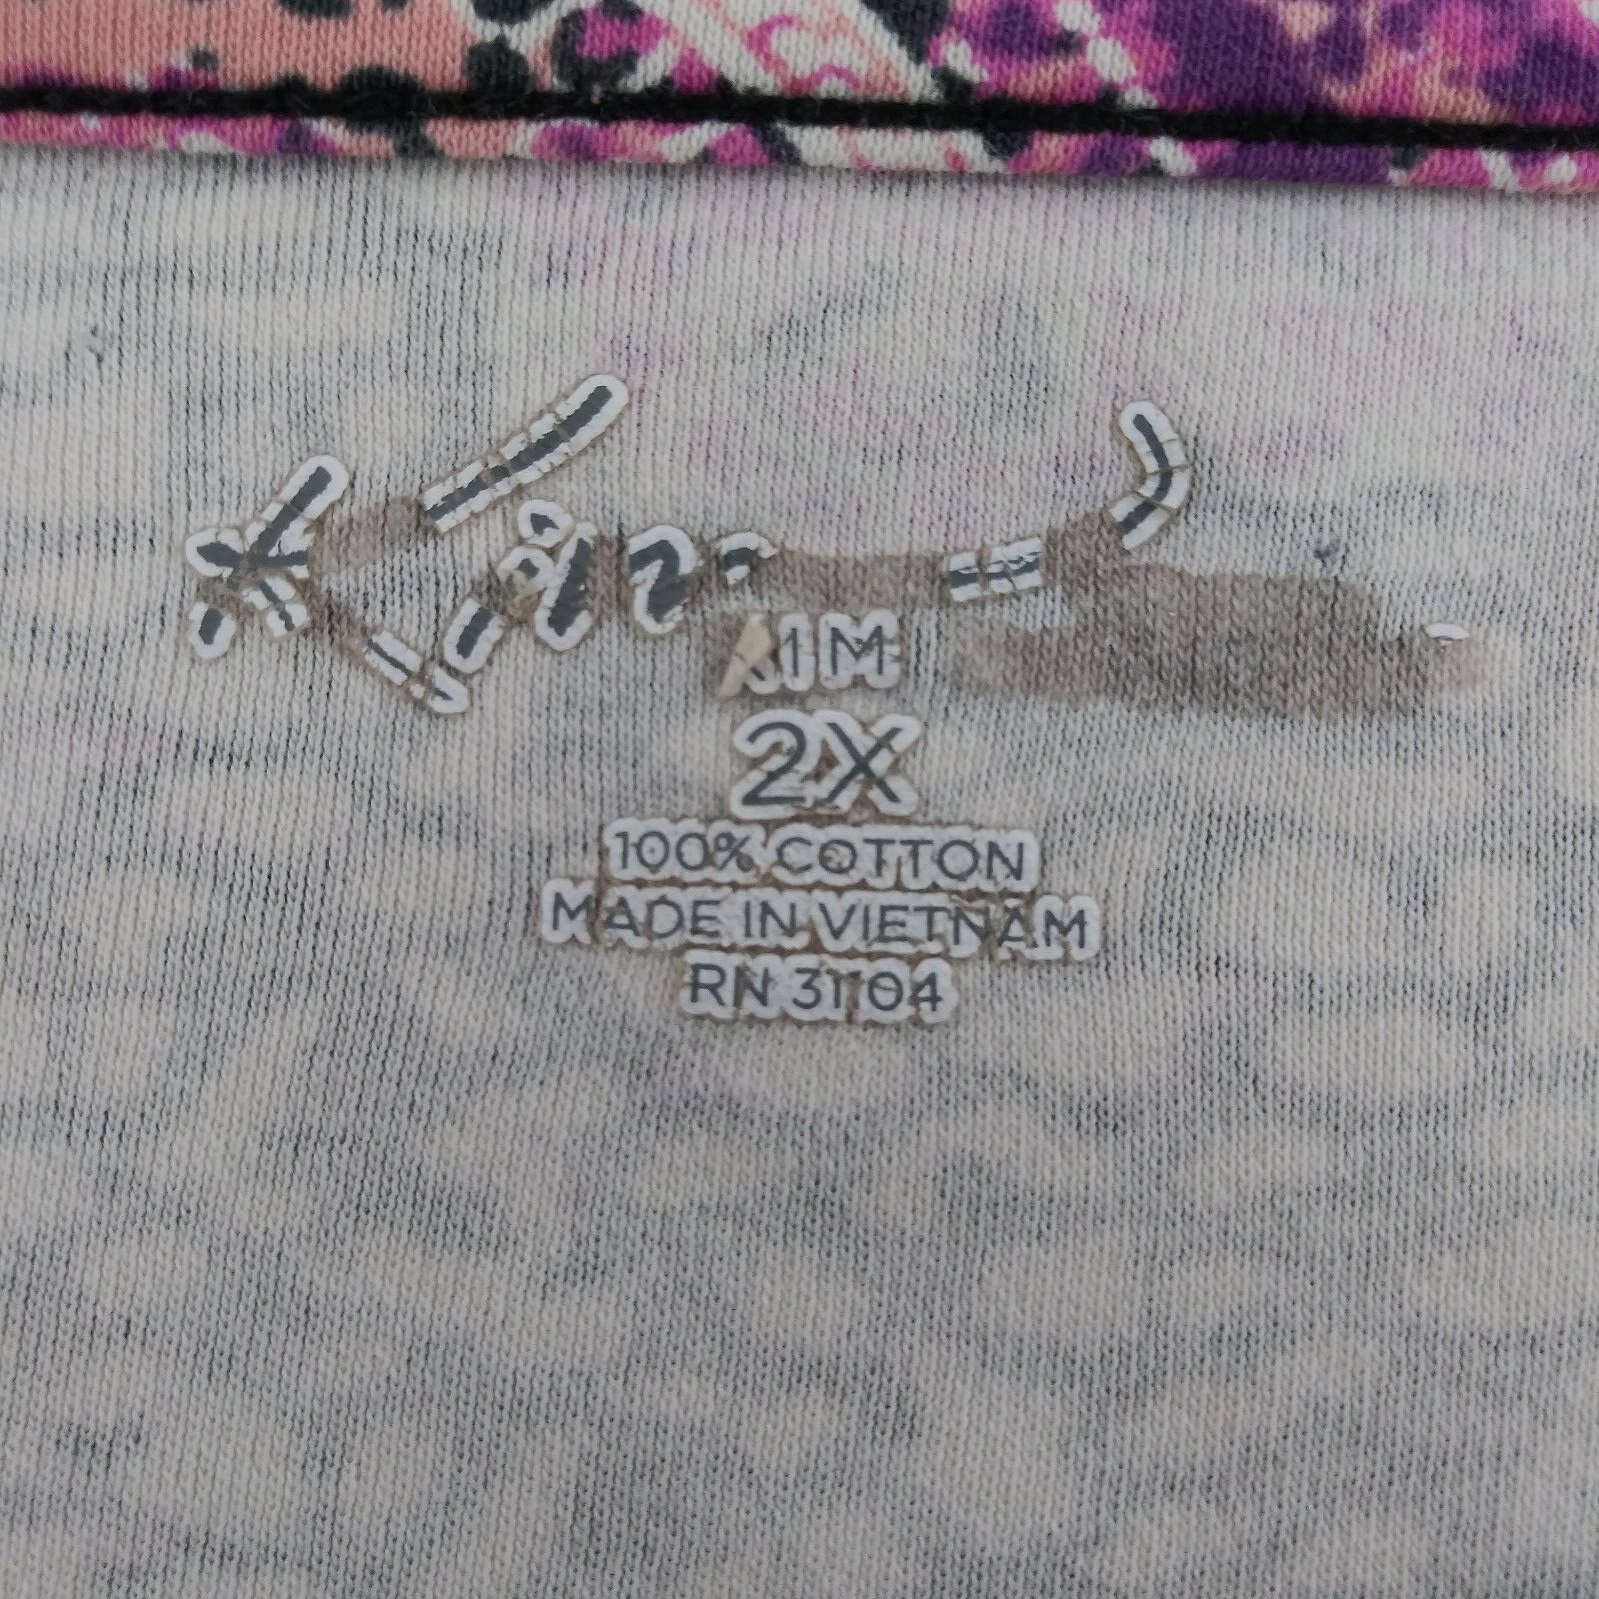 2X
100% COTTON
MADE IN VIETNAM
RN 31104